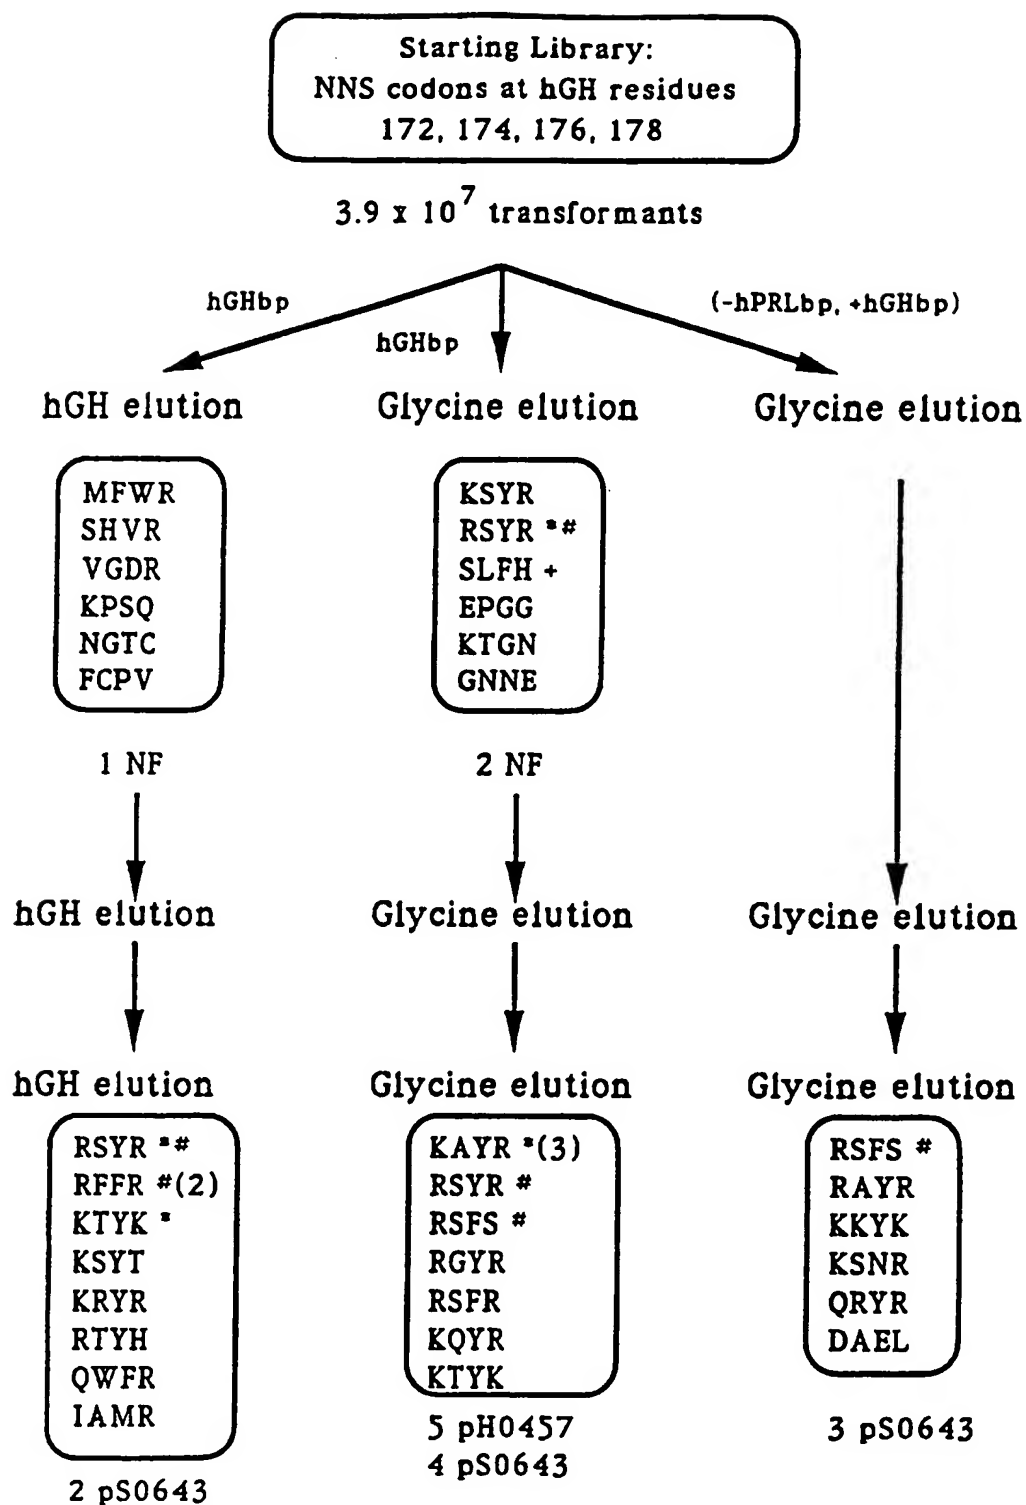 Starting Library:
NNS codons at hGH residues
172, 174, 176, 178
3.9 x 10^7 transformants
hGHbp
hGHbp
(-hPRLbp, +hGHbp)
hGH elution
Glycine elution
Glycine elution
MFWR
SHVR
VGDR
KPSQ
NGTC
FCPV
1 NF
KSYR
RSYR *#
SLFH +
EPGG
KTGN
GNNE
2 NF
hGH elution
Glycine elution
Glycine elution
hGH elution
Glycine elution
Glycine elution
RSYR *#
RFFR #(2)
KTYK *
KSYT
KRYR
RTYH
QWFR
IAMR
2 pS0643
KAYR *(3)
RSYR #
RSFS #
RGYR
RSFR
KQYR
KTYK
5 pH0457
4 pS0643
RSFS #
RAYR
KKYK
KSNR
QRYR
DAEL
3 pS0643